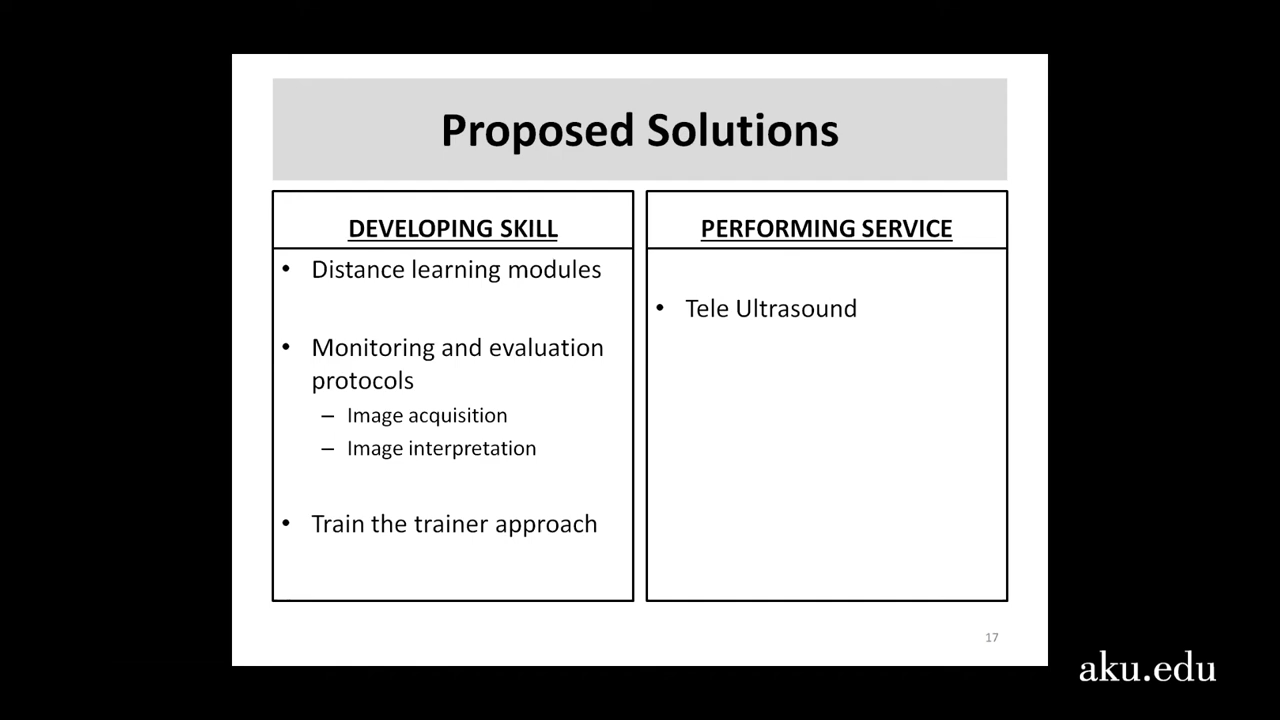 Proposed Solutions
DEVELOPING SKILL
• Distance learning modules
• Monitoring and evaluation
protocols
– Image acquisition
– Image interpretation
• Train the trainer approach
PERFORMING SERVICE
• Tele Ultrasound
17
aku.edu